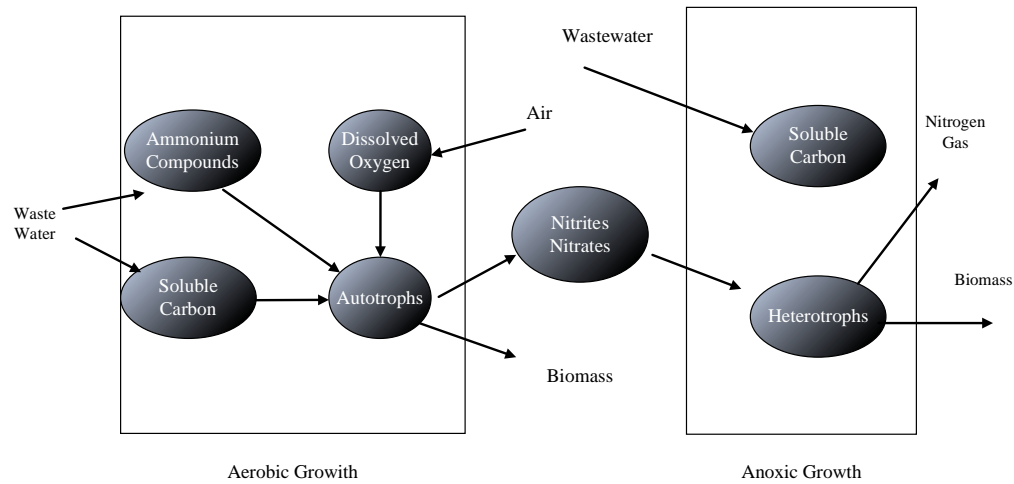 Wastewater
Air
Ammonium
Compounds
Dissolved
Oxygen
Soluble
Carbon
Nitrogen
Gas
Waste
Water
Nitrites
Nitrates
Soluble
Carbon
Autotrophs
Heterotrophs
Biomass
Biomass
Aerobic Growith
Anoxic Growth